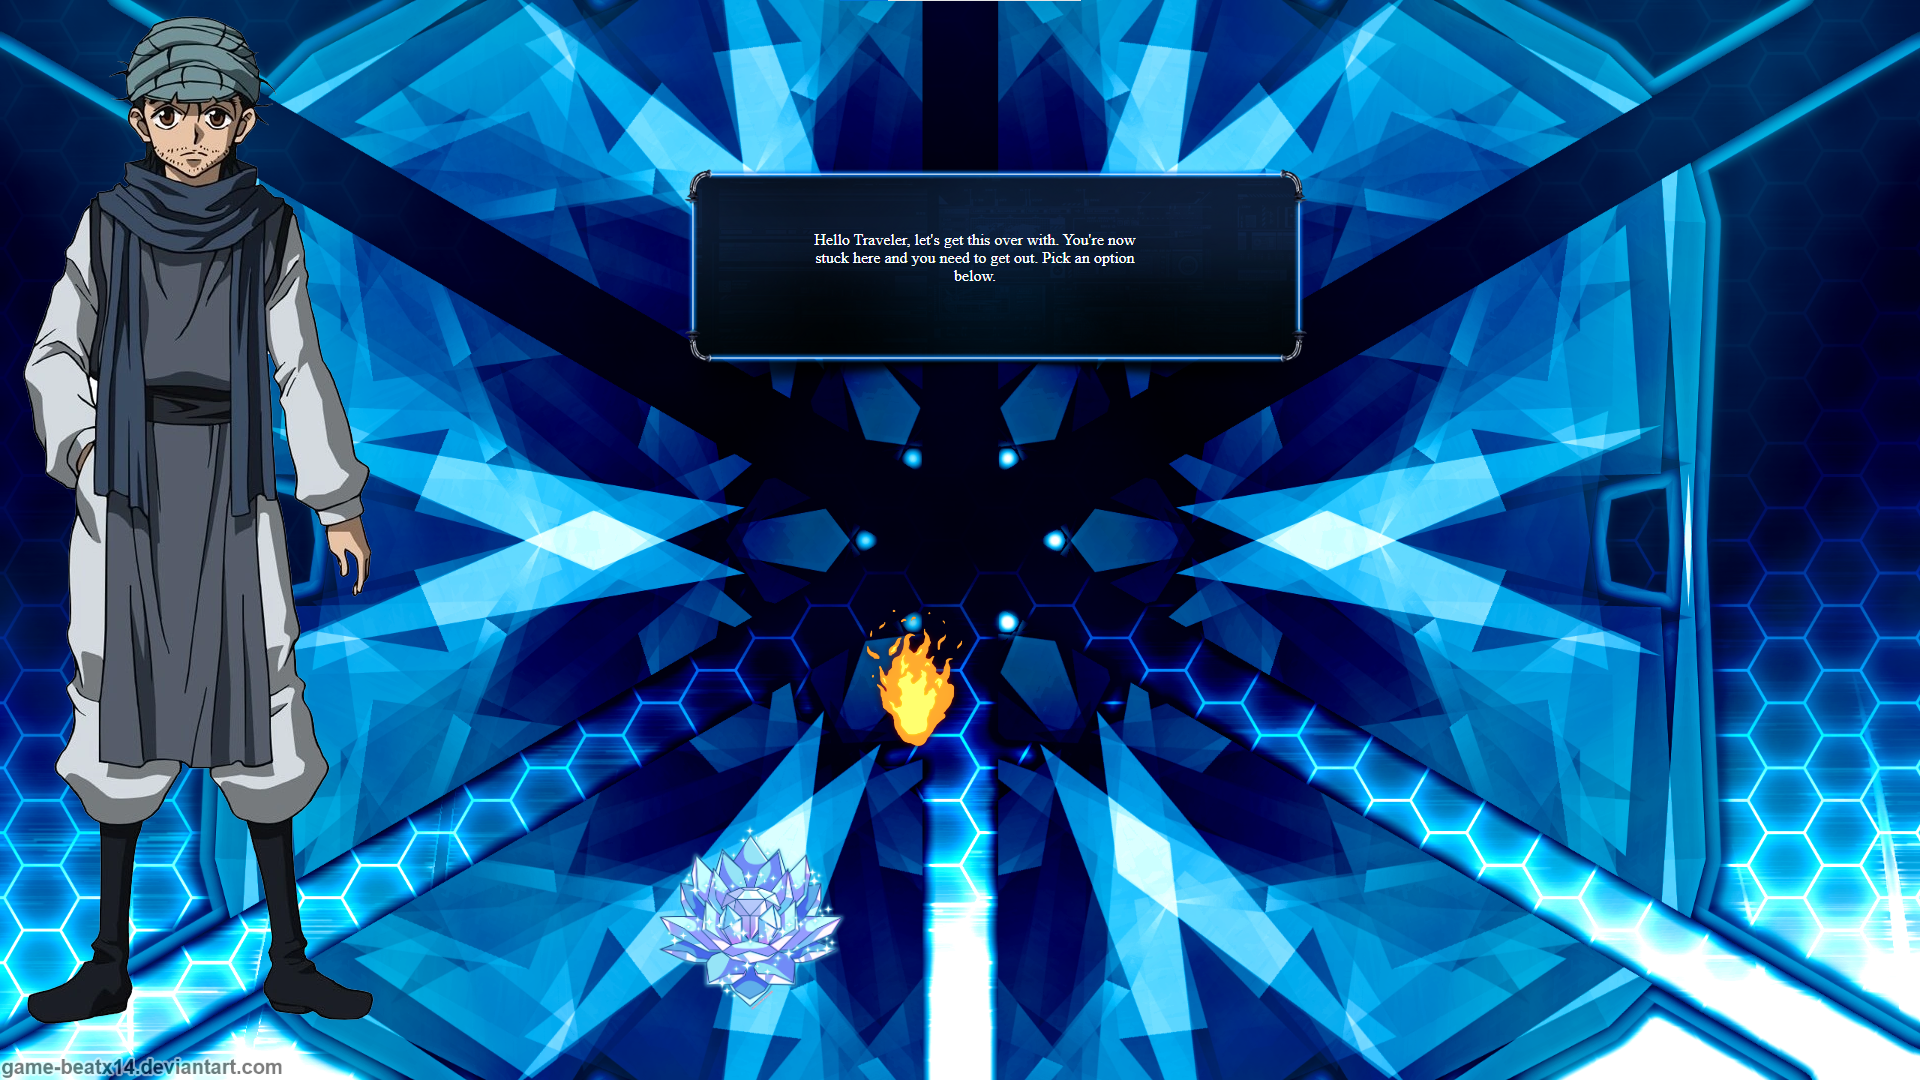 Hello Traveler, let's get this over with. You're now
stuck here and you need to get out. Pick an option
below.
game-beatx14.deviantart.com